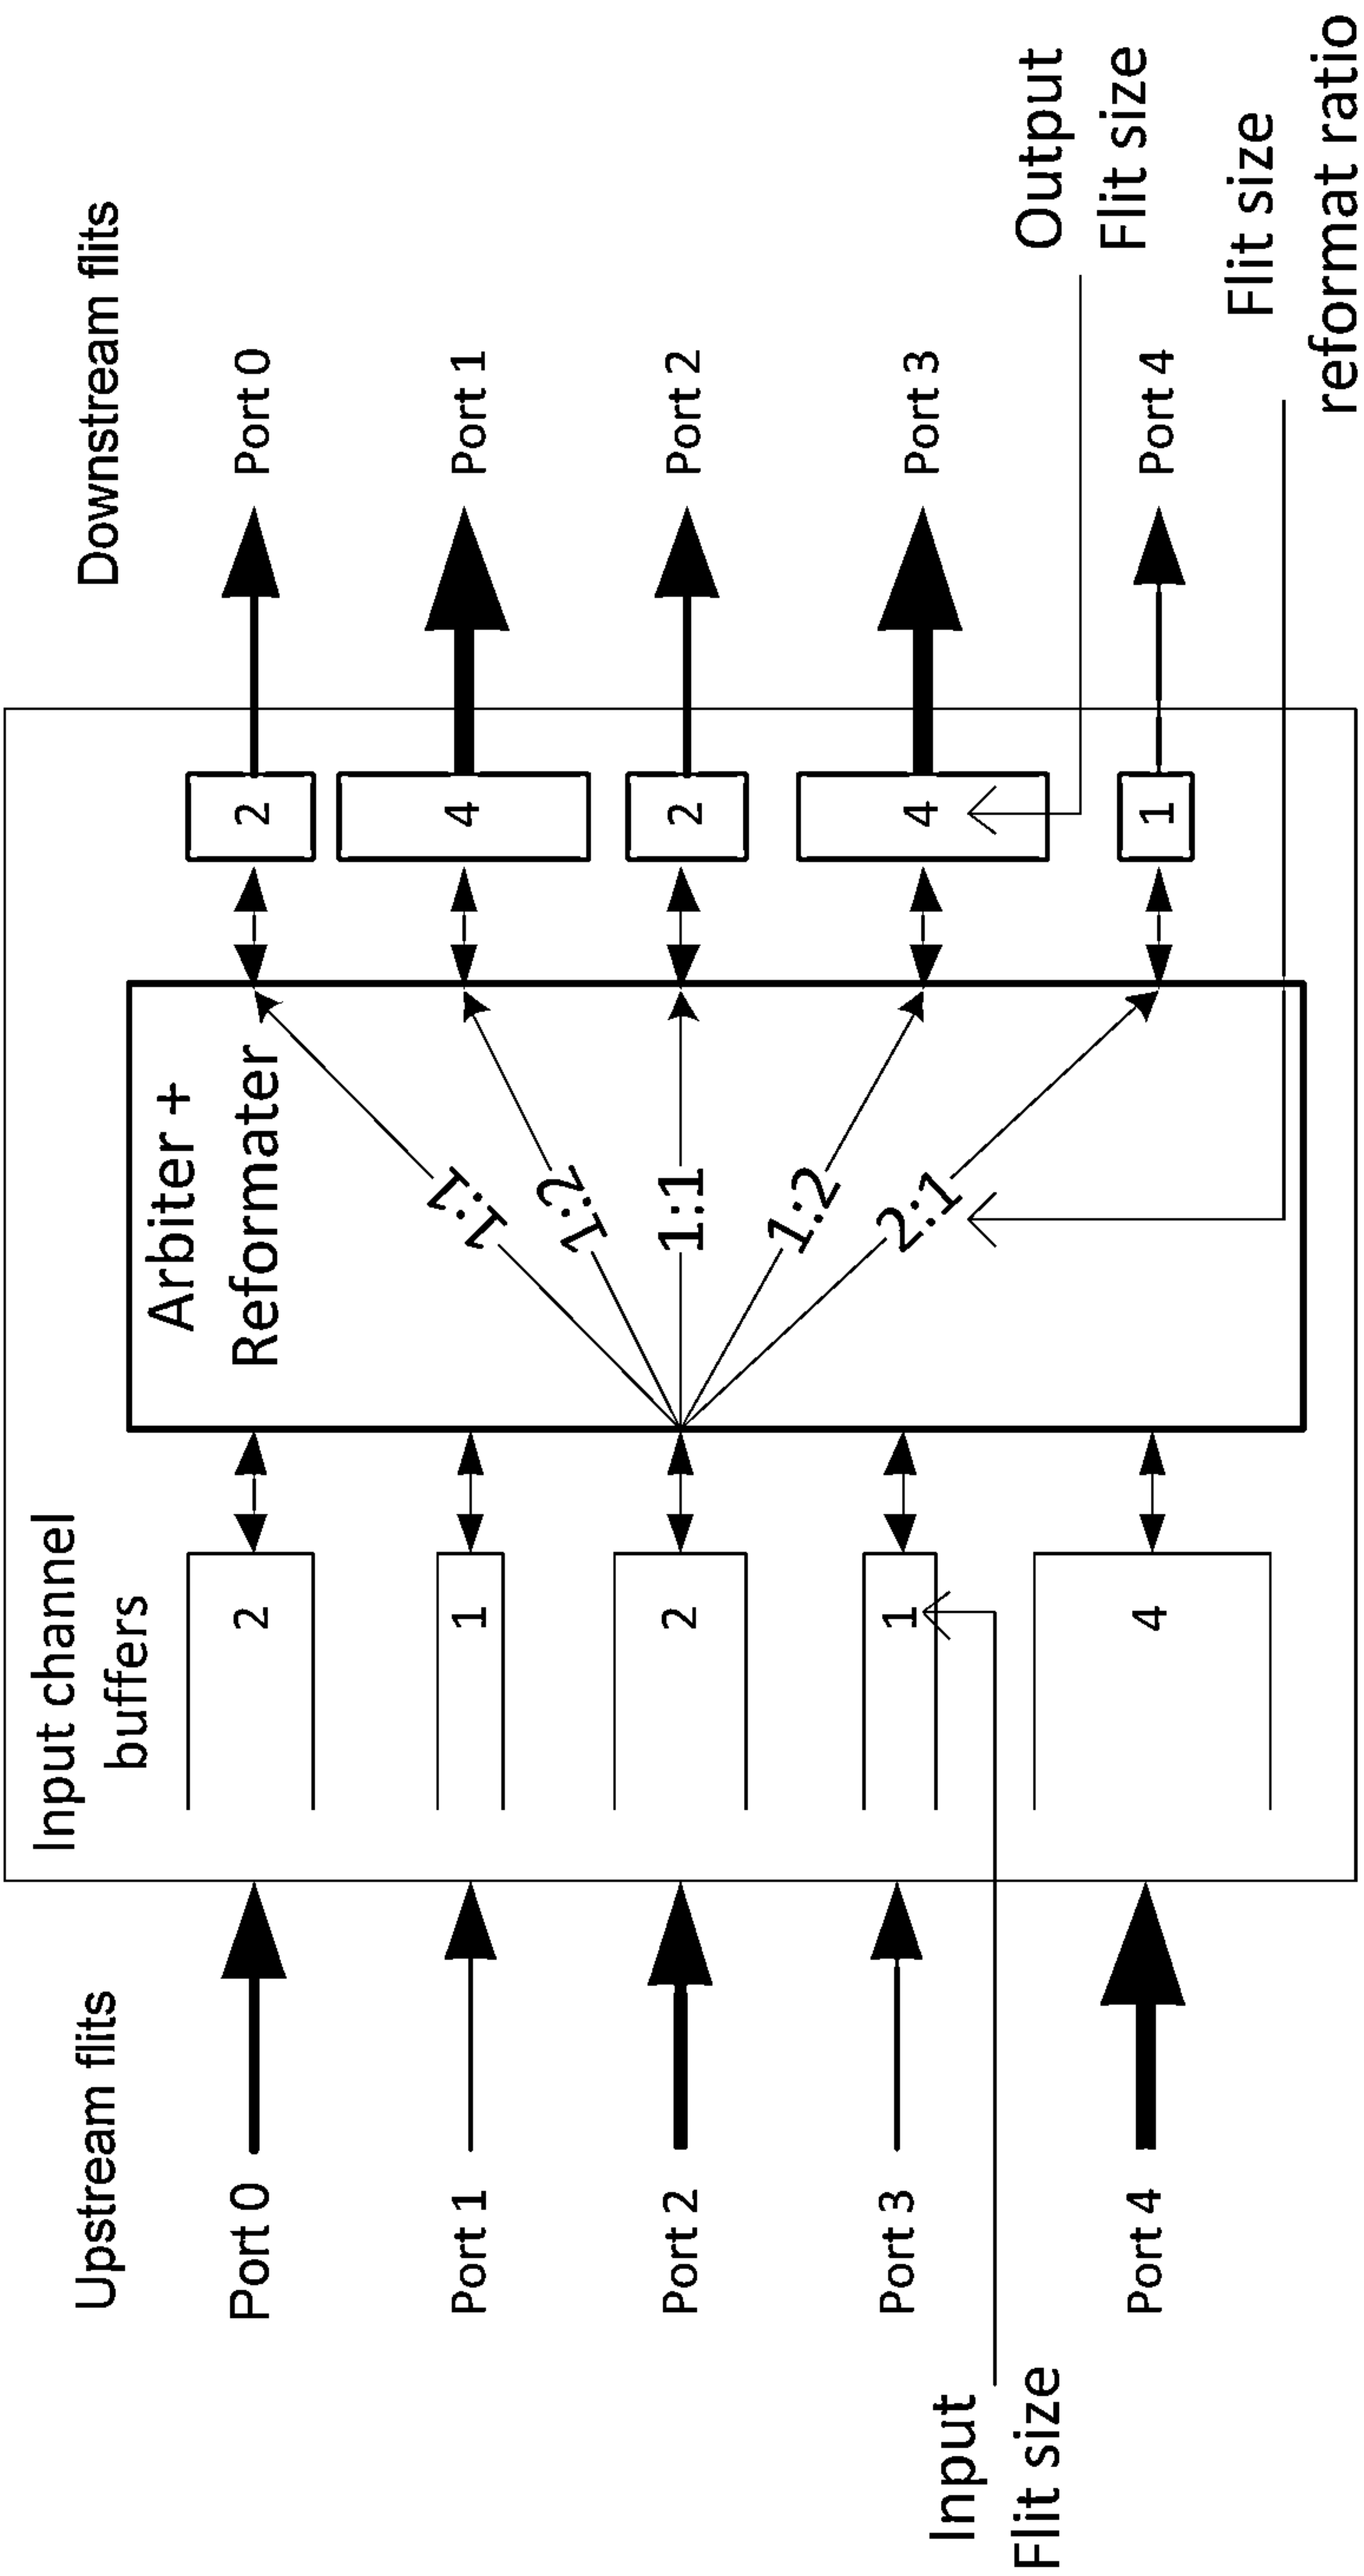 Upstream flits
Input channel
buffers
Arbiter +
Reformater
Downstream flits
Port 0
2
1:1
2
Port 0
Port 1
1
1:2
4
Port 1
Port 2
2
1:1
2
Port 2
Port 3
1
1:2
4
Port 3
Port 4
4
2:1
1
Port 4
Input
Flit size
Output
Flit size
Flit size
reformat ratio